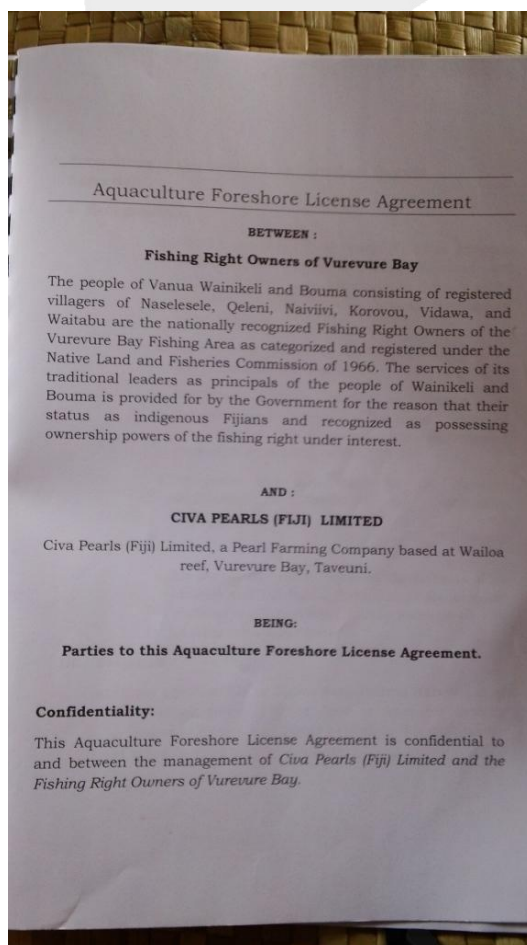 Aquaculture Foreshore License Agreement
BETWEEN :
Fishing Right Owners of Vurevure Bay
The people of Vanua Wainikeli and Bouma consisting of registered
villagers of Naselesele, Qeleni, Naiviivi, Korovou, Vidawa, and
Waitabu are the nationally recognized Fishing Right Owners of the
Vurevure Bay Fishing Area as categorized and registered under the
Native Land and Fisheries Commission of 1966. The services of its
traditional leaders as principals of the people of Wainikeli and
Bouma is provided for by the Government for the reason that their
status as indigenous Fijians and recognized as possessing
ownership powers of the fishing right under interest.
AND :
CIVA PEARLS (FIJI) LIMITED
Civa Pearls (Fiji) Limited, a Pearl Farming Company based at Wailoa
reef, Vurevure Bay, Taveuni.
BEING:
Parties to this Aquaculture Foreshore License Agreement.
Confidentiality:
This Aquaculture Foreshore License Agreement is confidential to
and between the management of Civa Pearls (Fiji) Limited and the
Fishing Right Owners of Vurevure Bay.